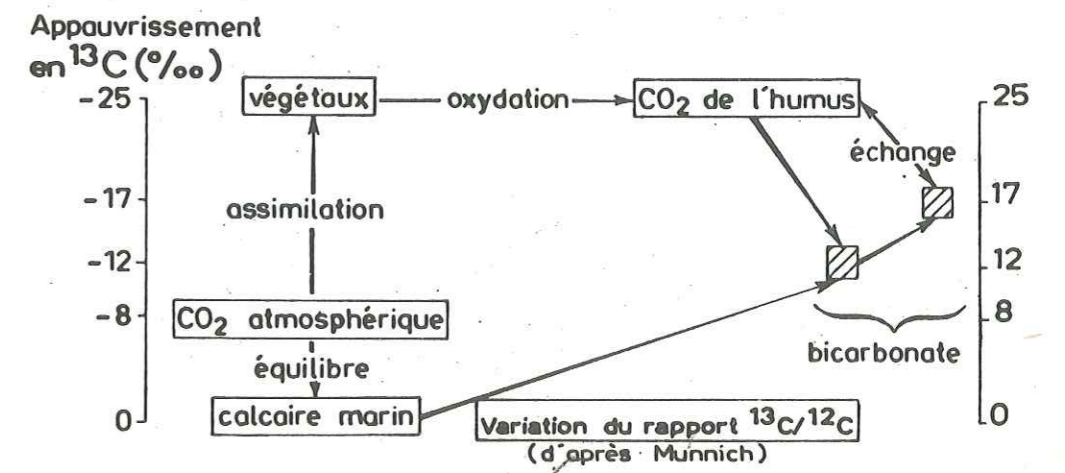 Appauvrissement
en ¹³C (‰)
-25
végétaux
oxydation
CO₂ de l'humus
25
échange
-17
assimilation
17
-12
12
-8
CO₂ atmosphérique
8
équilibre
bicarbonate
0
calcaire marin
Variation du rapport ¹³C/¹²C
0
(d'après Munnich)